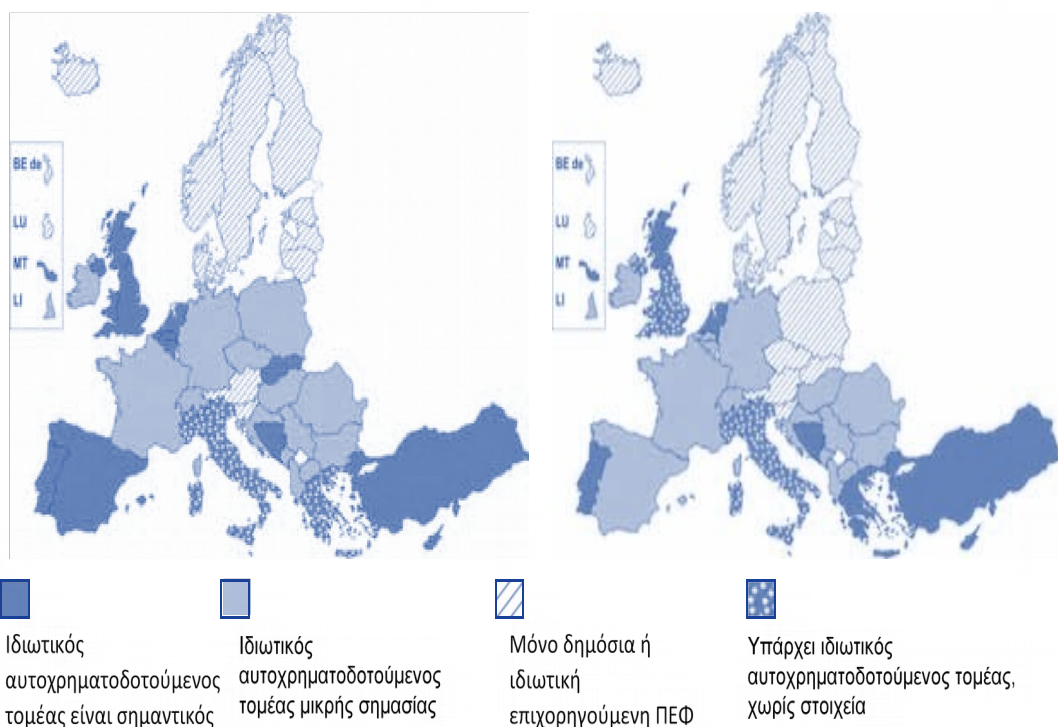 BE de
LU
MT
LI
BE de
LU
MT
LI
Ιδιωτικός
αυτοχρηματοδοτούμενος
τομέας είναι σημαντικός
Ιδιωτικός
αυτοχρηματοδοτούμενος
τομέας μικρής σημασίας
Μόνο δημόσια ή
ιδιωτική
επιχορηγούμενη ΠΕΦ
Υπάρχει ιδιωτικός
αυτοχρηματοδοτούμενος τομέας,
χωρίς στοιχεία